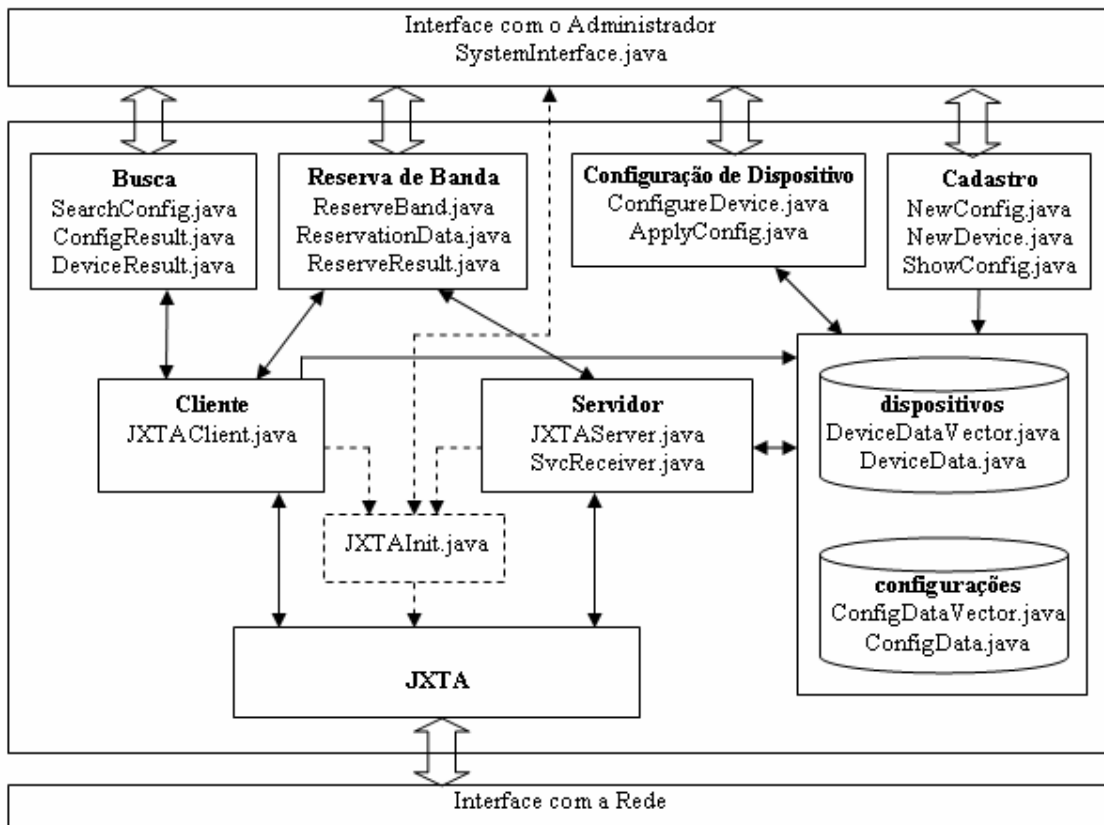 Interface com o Administrador
SystemInterface.java
Busca
SearchConfig.java
ConfigResult.java
DeviceResult.java
Reserva de Banda
ReserveBand.java
ReservationData.java
ReserveResult.java
Configuração de Dispositivo
ConfigureDevice.java
ApplyConfig.java
Cadastro
NewConfig.java
NewDevice.java
ShowConfig.java
Cliente
JXTAClient.java
Servidor
JXTAServer.java
SvcReceiver.java
dispositivos
DeviceDataVector.java
DeviceData.java
JXTAInit.java
configurações
ConfigDataVector.java
ConfigData.java
JXTA
Interface com a Rede